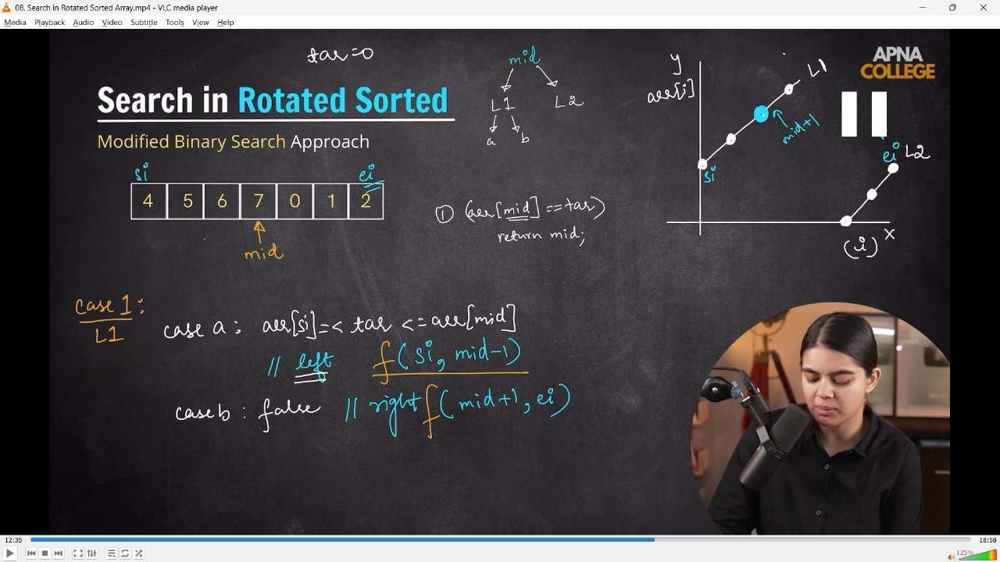 08. Search in Rotated Sorted Array.mp4 - VLC media player
Media Playback Audio Video Subtitle Tools View Help
tar=0
mid
L1 L2
a b
Search in Rotated Sorted
Modified Binary Search Approach
si ei
4 5 6 7 0 1 2
mid
① (arr[mid] ==tar)
return mid;
y
arr[i]
L1
mid+1
si
ei L2
(i) x
APNA
COLLEGE
Case 1:
L1
case a: arr[si]=< tar <=arr[mid]
// left f(si, mid-1)
case b: false // right f(mid+1, ei)
12:35 18:58
125%